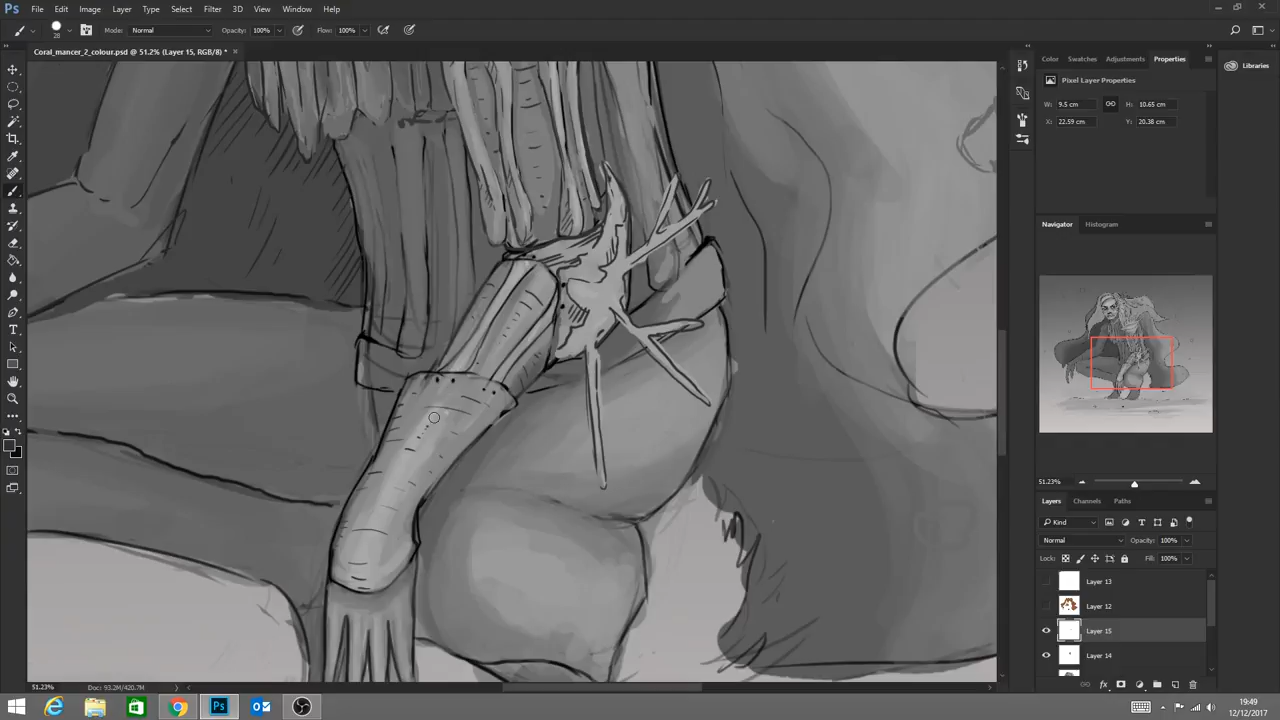 Ps File Edit Image Layer Type Select Filter 3D View Window Help
28 Mode: Normal Opacity: 100% Flow: 100%
Coral_mancer_2_colour.psd @ 51.2% (Layer 15, RGB/8) *
Color Swatches Adjustments Properties
Libraries
Pixel Layer Properties
W: 9.5 cm H: 10.65 cm
X: 22.59 cm Y: 20.38 cm
Navigator Histogram
51.23%
Layers Channels Paths
Kind
Normal Opacity: 100%
Lock: Fill: 100%
Layer 13
Layer 12
Layer 15
Layer 14
51.23% Doc: 93.2M/420.7M
Ps
19:49
12/12/2017